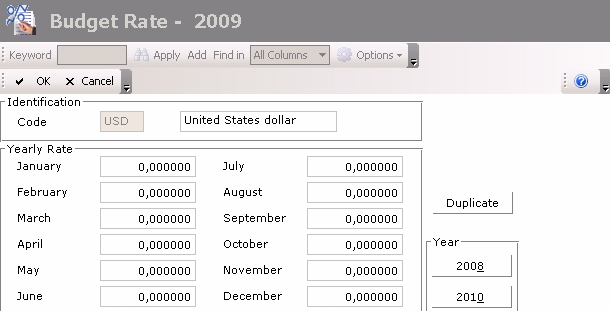 Budget Rate - 2009
Keyword Apply Add Find in All Columns Options
OK Cancel
Identification
Code USD United States dollar
Yearly Rate
January 0,000000 July 0,000000
February 0,000000 August 0,000000
Duplicate
March 0,000000 September 0,000000
April 0,000000 October 0,000000
Year
May 0,000000 November 0,000000
2008
June 0,000000 December 0,000000
2010